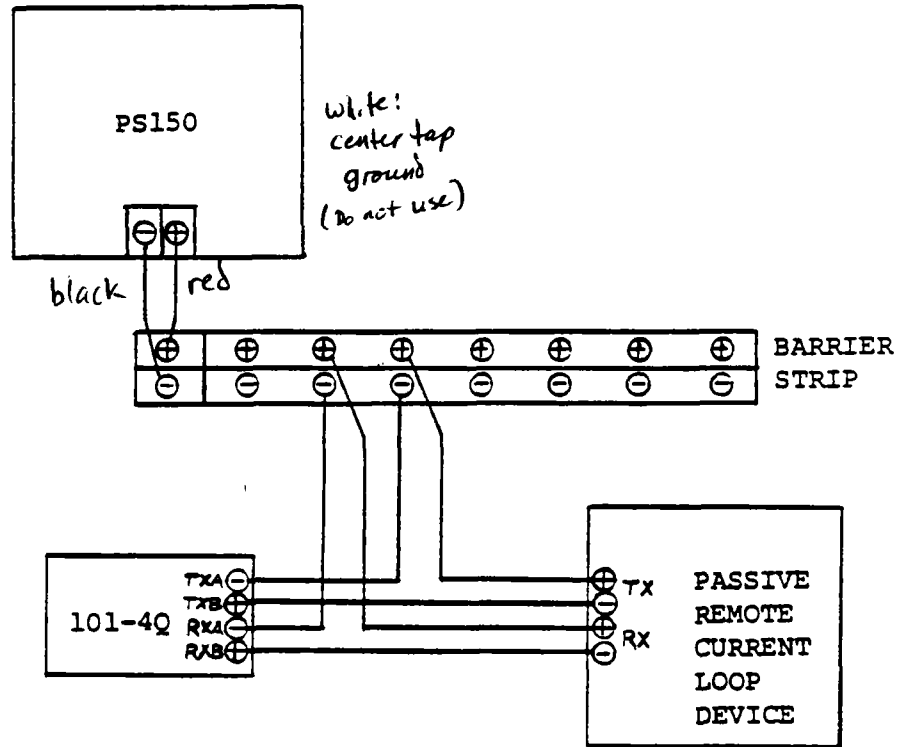 PS150
white:
center tap
ground
(Do not use)
⊖ ⊕
black red
⊕ ⊕ ⊕ ⊕ ⊕ ⊕ ⊕ ⊕ BARRIER
⊖ ⊖ ⊖ ⊖ ⊖ ⊖ ⊖ ⊖ STRIP
101-4Q
TXA ⊖
TXB ⊕
RXA ⊖
RXB ⊕
⊕ TX
⊖
⊕ RX
⊖
PASSIVE
REMOTE
CURRENT
LOOP
DEVICE